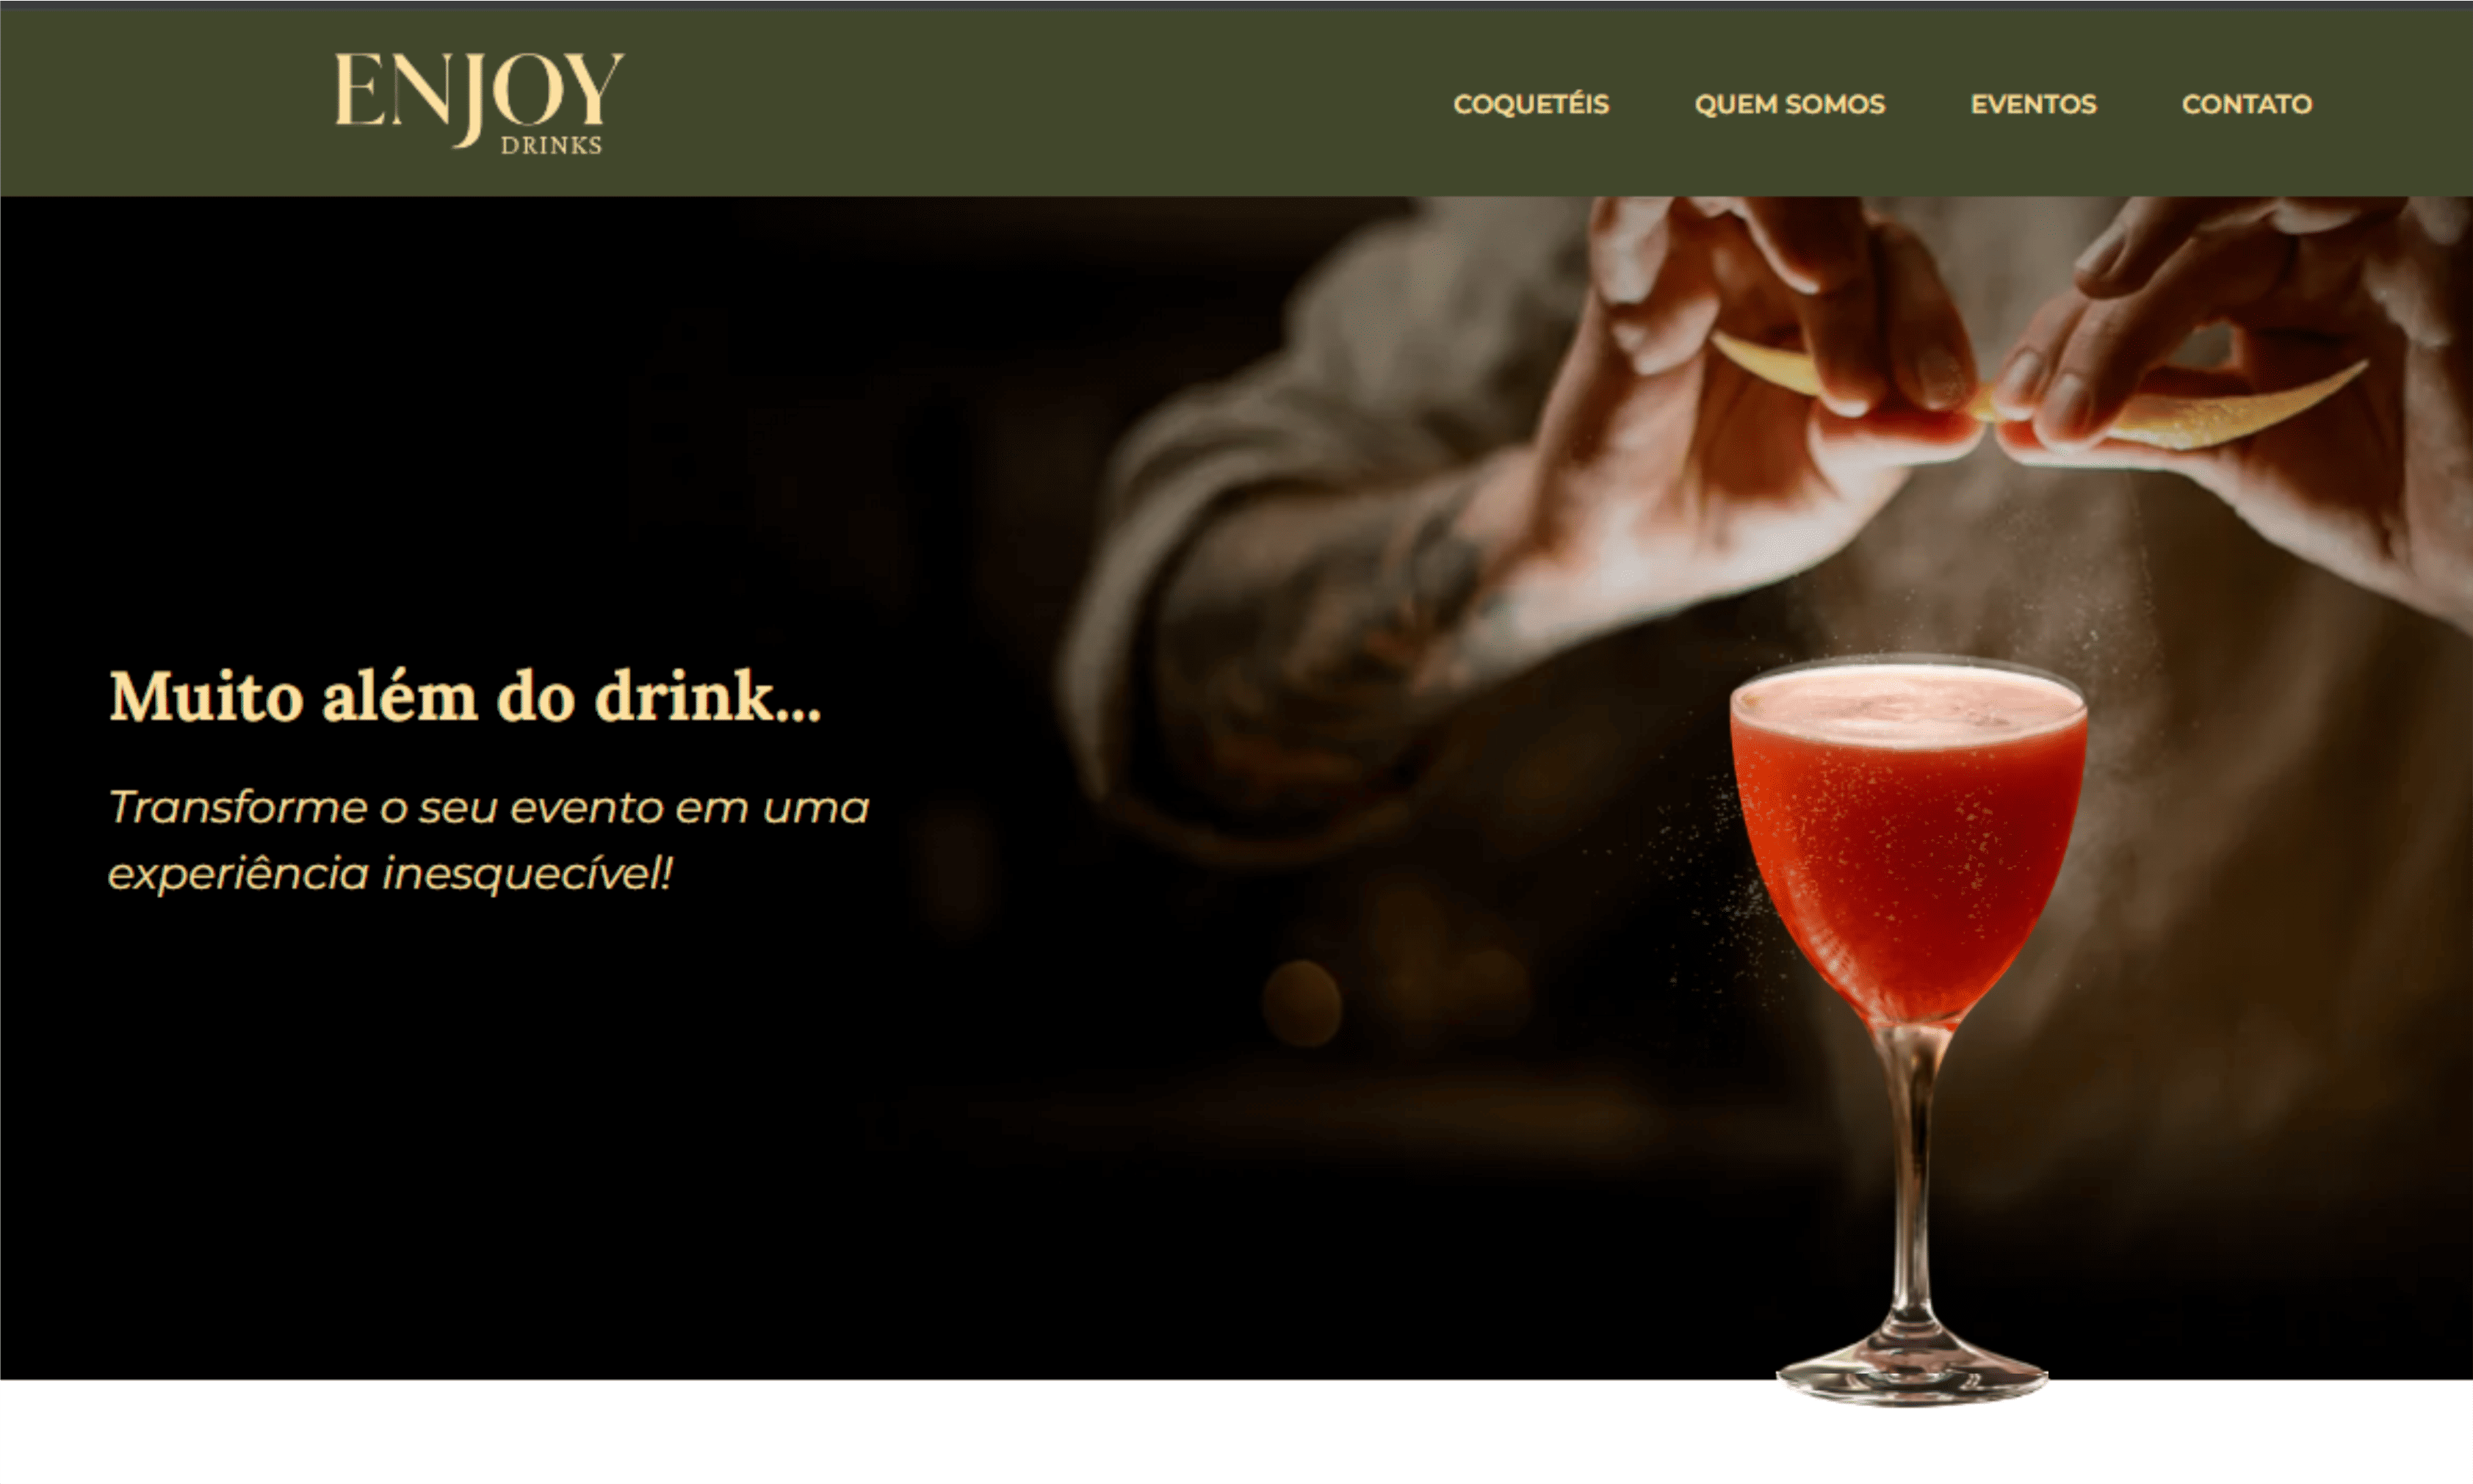 ENJOY
DRINKS
COQUETÉIS QUEM SOMOS EVENTOS CONTATO
Muito além do drink...
Transforme o seu evento em uma
experiência inesquecível!